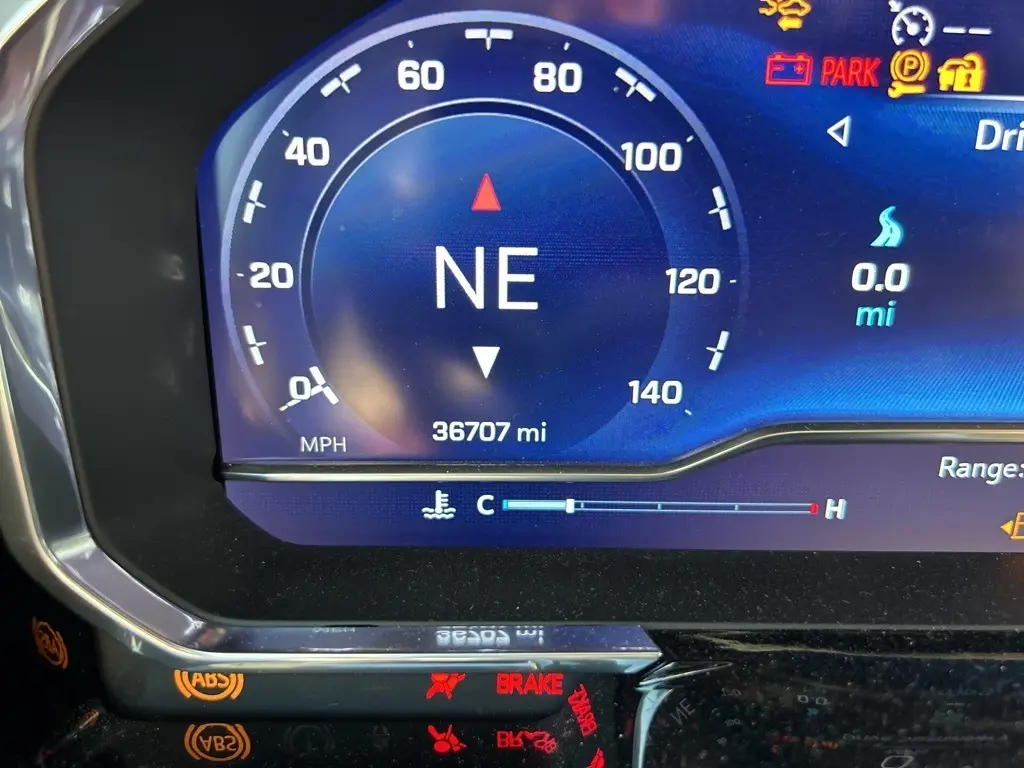 60 80
40 100
20 120
0 140
NE
36707 mi
MPH
C H
--
PARK
P
Dri
0.0
mi
Range:
ABS
BRAKE
ABS